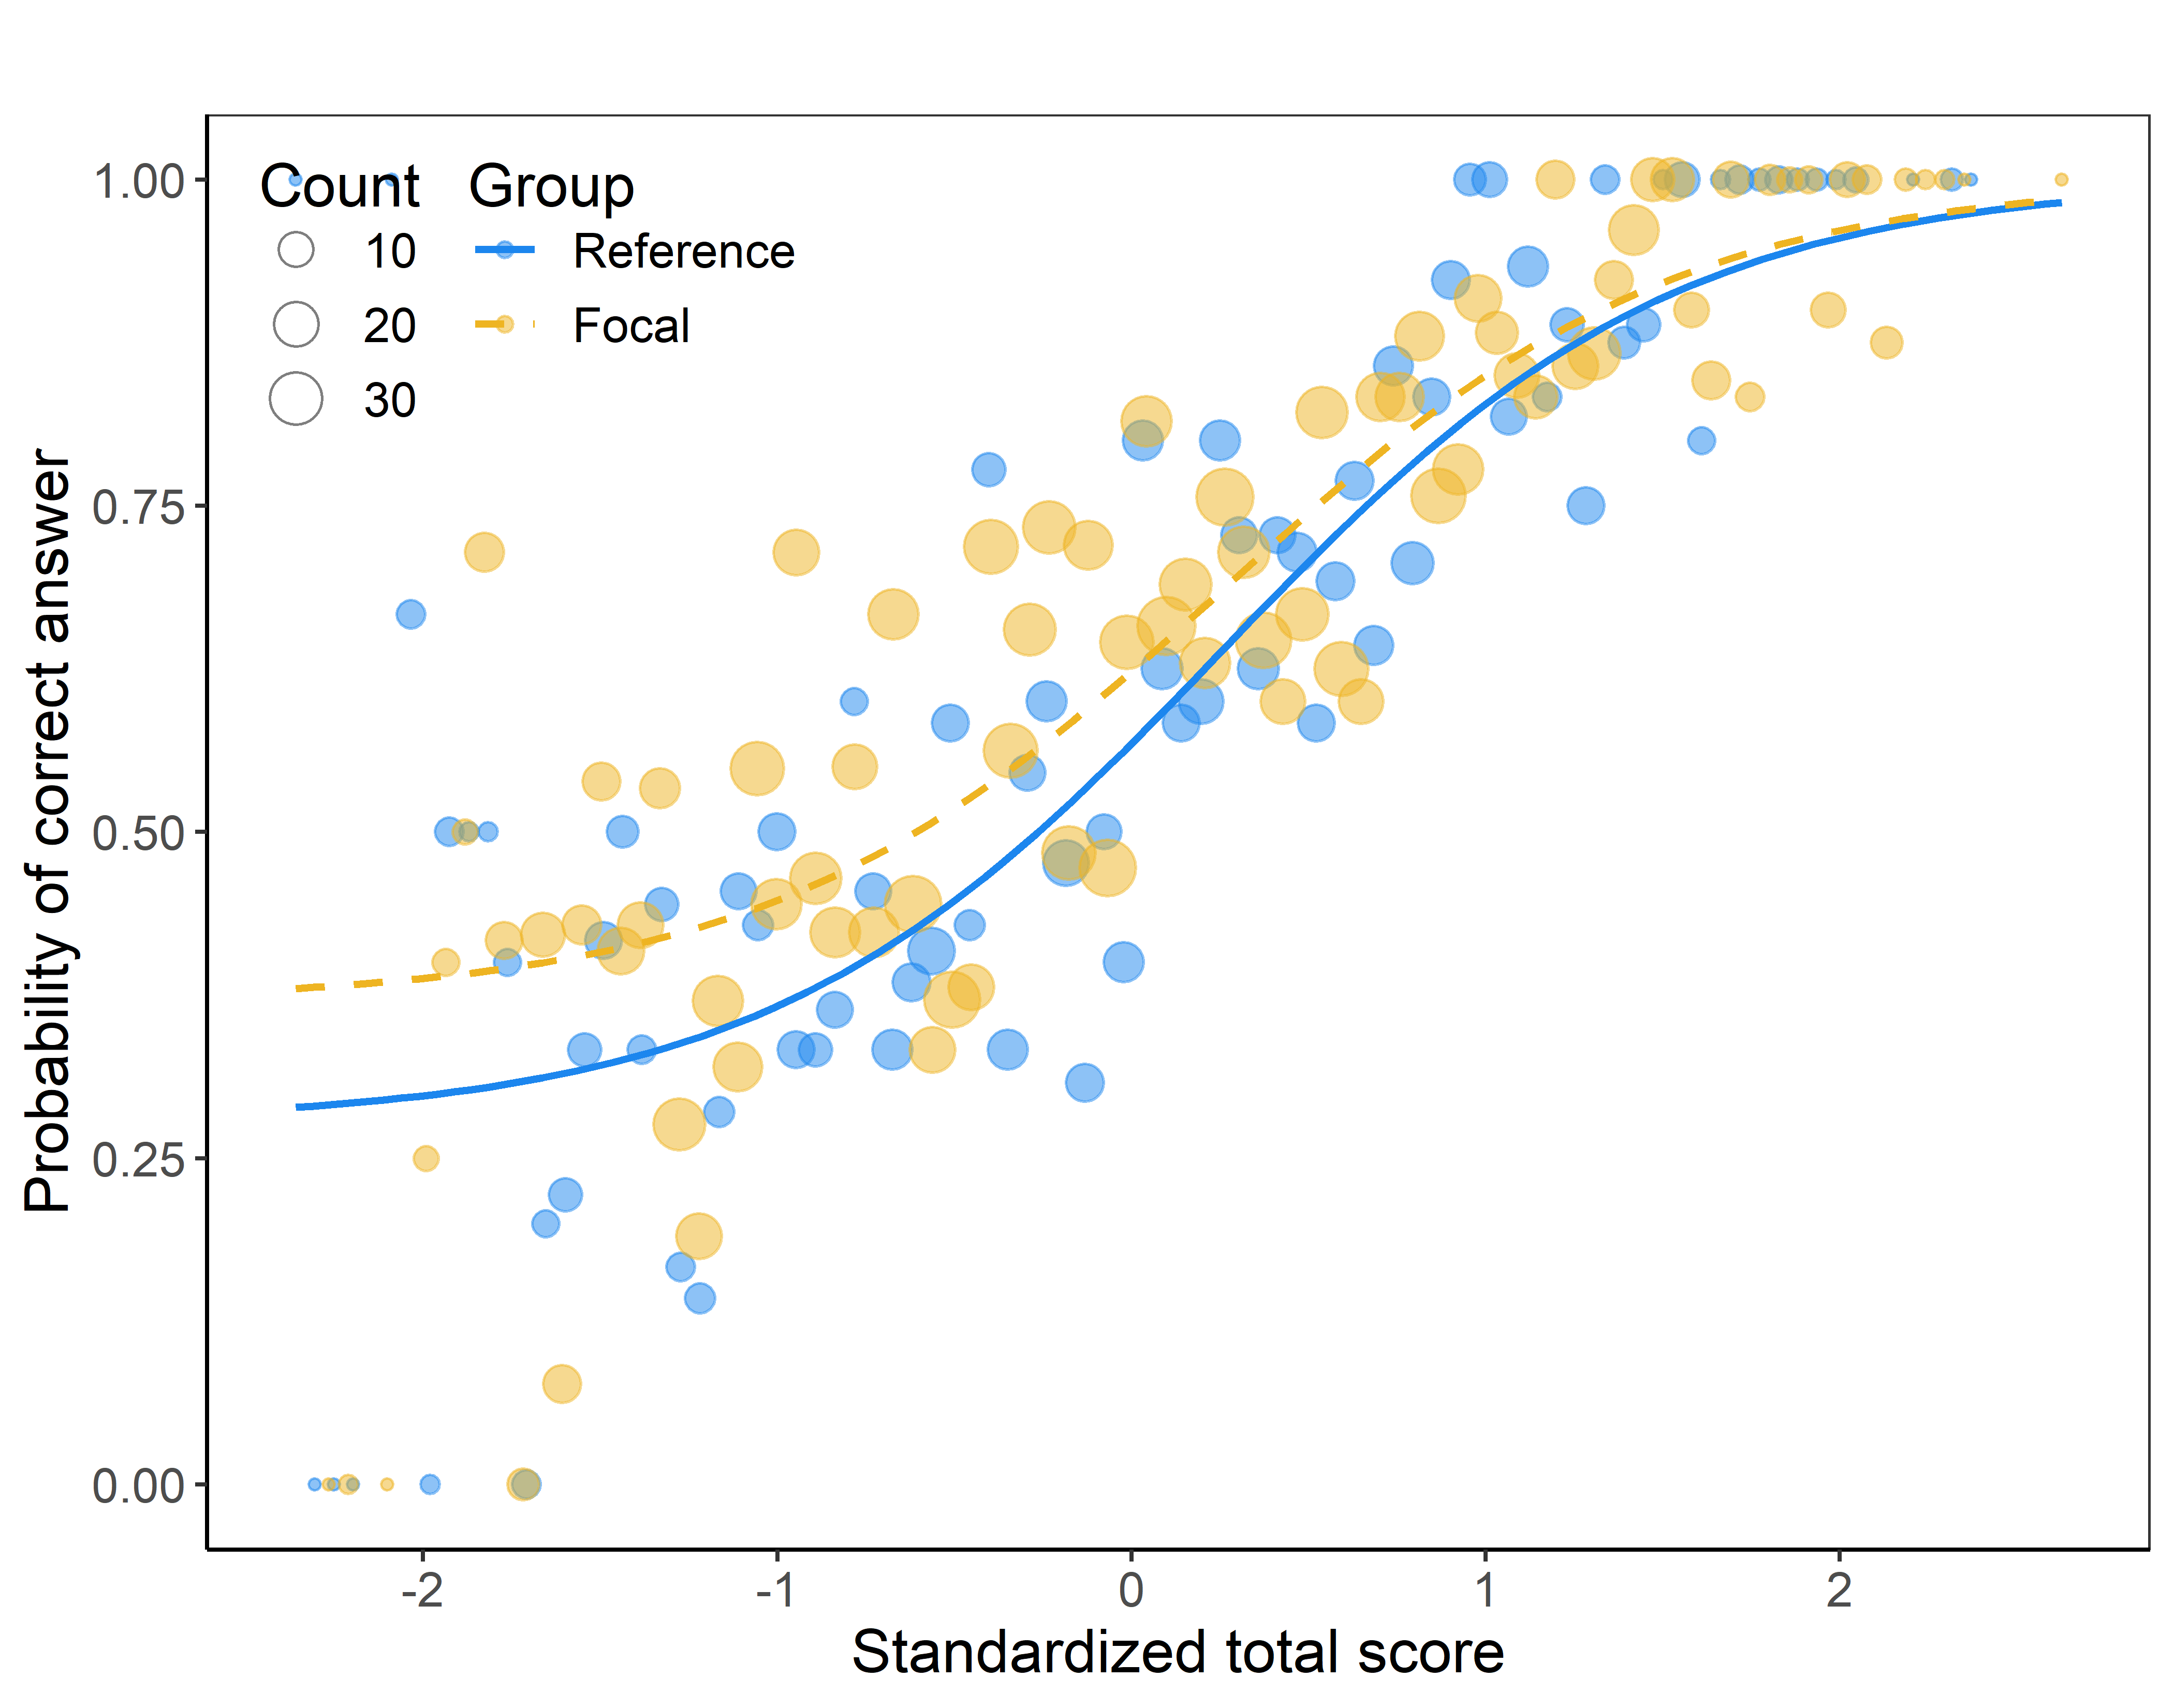 Count
10
20
30
Group
Reference
Focal
Probability of correct answer
1.00
0.75
0.50
0.25
0.00
-2
-1
0
1
2
Standardized total score